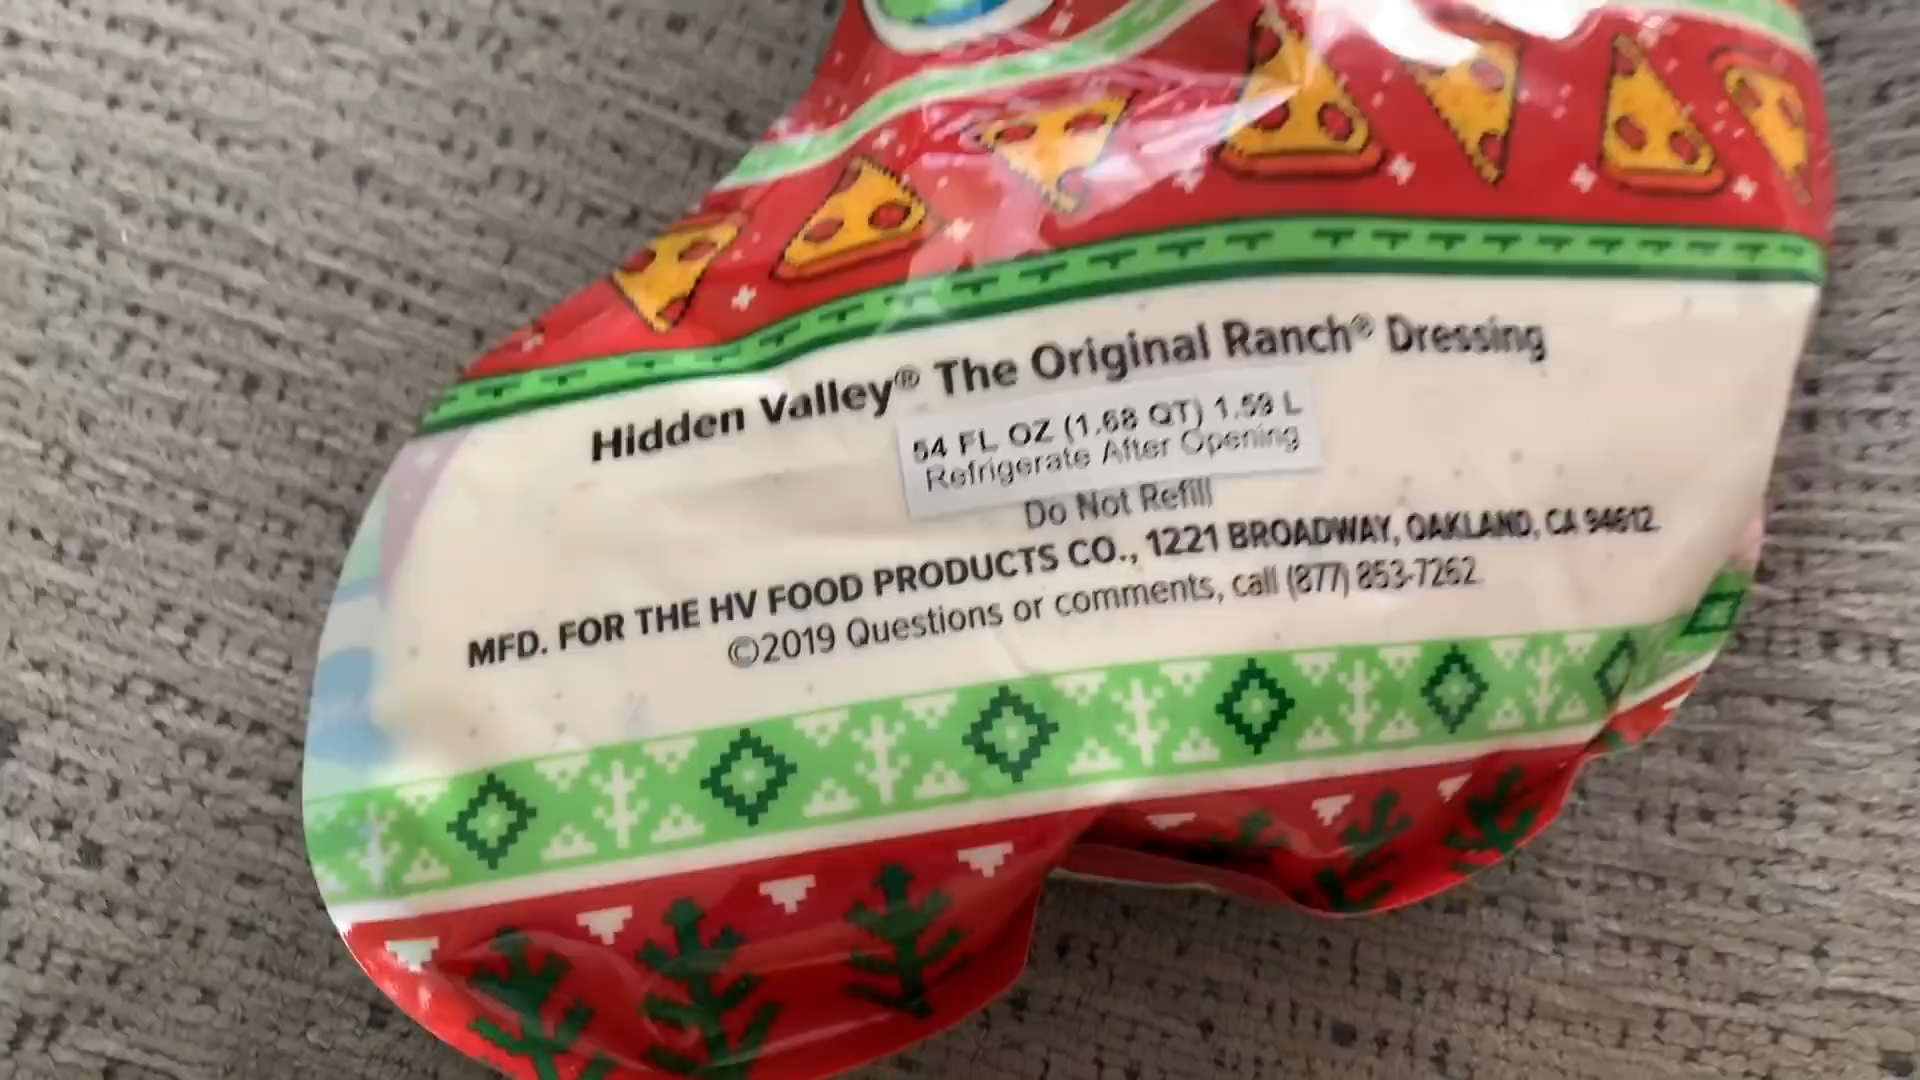 Hidden Valley® The Original Ranch® Dressing
54 FL OZ (1.68 QT) 1.59 L
Refrigerate After Opening
Do Not Refill
MFD. FOR THE HV FOOD PRODUCTS CO., 1221 BROADWAY, OAKLAND, CA 94612
©2019 Questions or comments, call (877) 853-7262